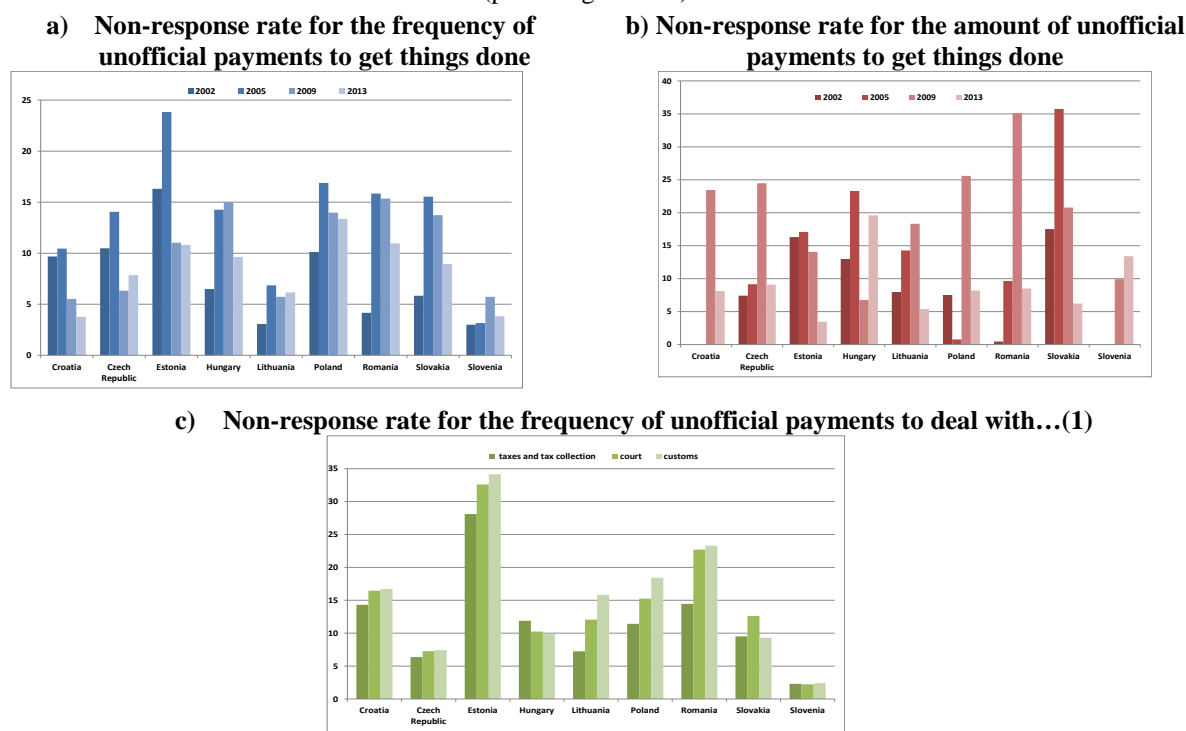 a) Non-response rate for the frequency of
unofficial payments to get things done
2002 2005 2009 2013
25
20
15
10
5
0
Croatia Czech Republic Estonia Hungary Lithuania Poland Romania Slovakia Slovenia
b) Non-response rate for the amount of unofficial
payments to get things done
2002 2005 2009 2013
40
35
30
25
20
15
10
5
0
Croatia Czech Republic Estonia Hungary Lithuania Poland Romania Slovakia Slovenia
c) Non-response rate for the frequency of unofficial payments to deal with…(1)
taxes and tax collection court customs
35
30
25
20
15
10
5
0
Croatia Czech Republic Estonia Hungary Lithuania Poland Romania Slovakia Slovenia